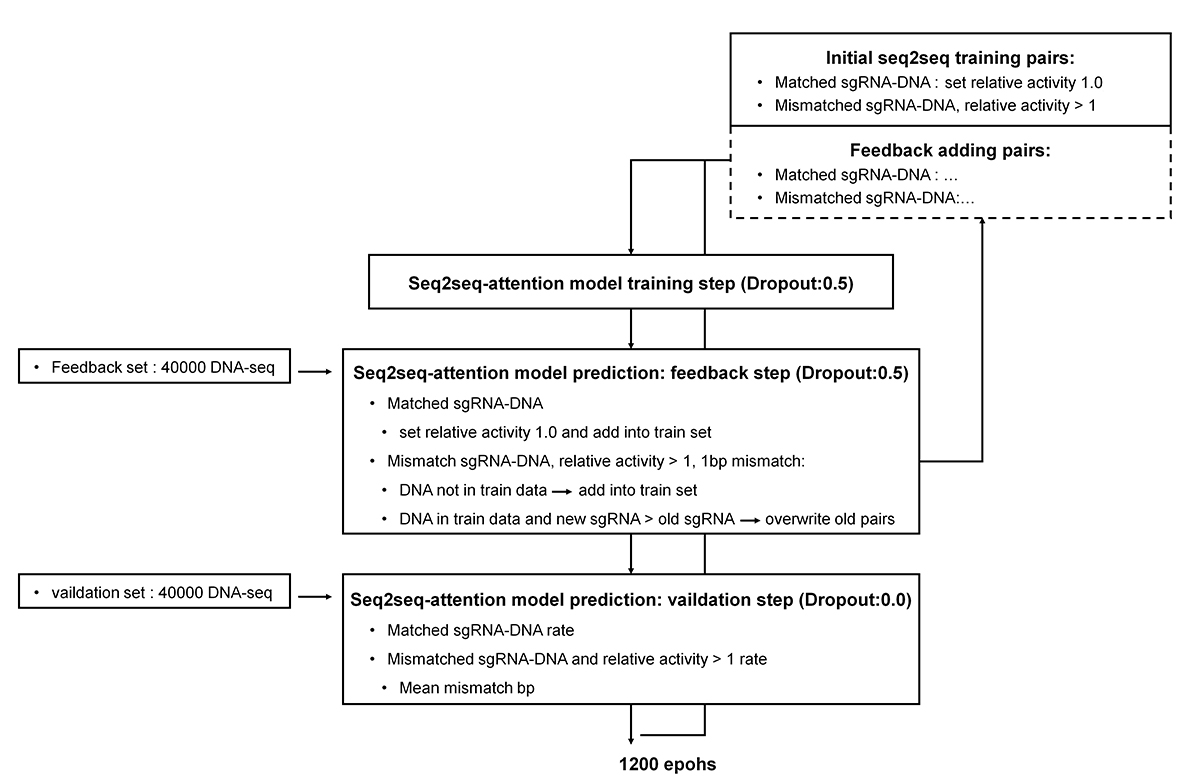 Initial seq2seq training pairs:
• Matched sgRNA-DNA : set relative activity 1.0
• Mismatched sgRNA-DNA, relative activity > 1
Feedback adding pairs:
• Matched sgRNA-DNA : ...
• Mismatched sgRNA-DNA:...
Seq2seq-attention model training step (Dropout:0.5)
• Feedback set : 40000 DNA-seq
Seq2seq-attention model prediction: feedback step (Dropout:0.5)
• Matched sgRNA-DNA
• set relative activity 1.0 and add into train set
• Mismatch sgRNA-DNA, relative activity > 1, 1bp mismatch:
• DNA not in train data → add into train set
• DNA in train data and new sgRNA > old sgRNA → overwrite old pairs
• vaildation set : 40000 DNA-seq
Seq2seq-attention model prediction: vaildation step (Dropout:0.0)
• Matched sgRNA-DNA rate
• Mismatched sgRNA-DNA and relative activity > 1 rate
• Mean mismatch bp
1200 epohs